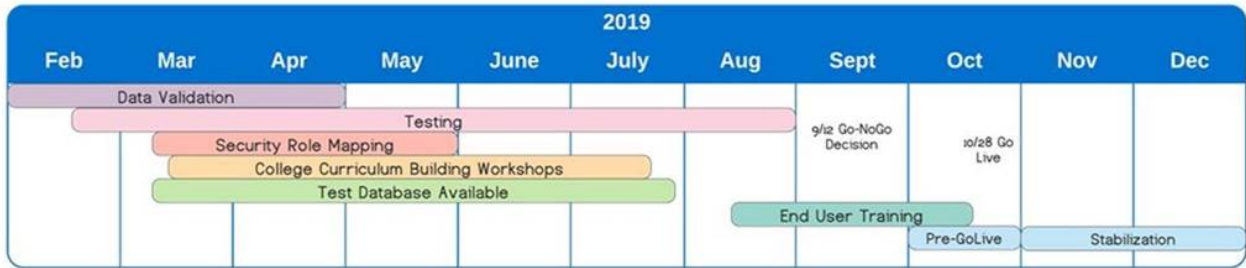 2019
Feb Mar Apr May June July Aug Sept Oct Nov Dec
Data Validation
Testing
9/12 Go-NoGo
Decision
10/28 Go
Live
Security Role Mapping
College Curriculum Building Workshops
Test Database Available
End User Training
Pre-GoLive
Stabilization